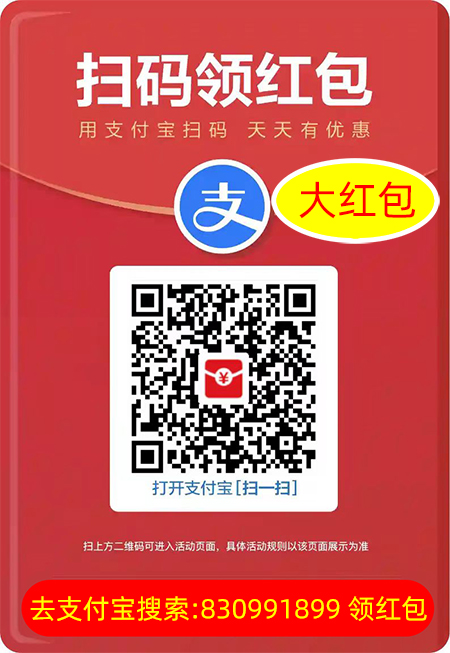 扫码领红包
用支付宝扫码 天天有优惠
支
大红包
¥
打开支付宝[扫一扫]
扫上方二维码可进入活动页面，具体活动规则以该页面展示为准
去支付宝搜索:830991899 领红包